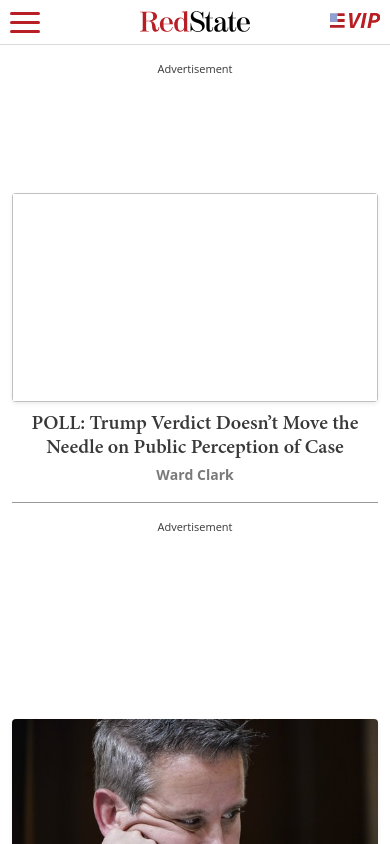 RedState
VIP
Advertisement
POLL: Trump Verdict Doesn’t Move the
Needle on Public Perception of Case
Ward Clark
Advertisement